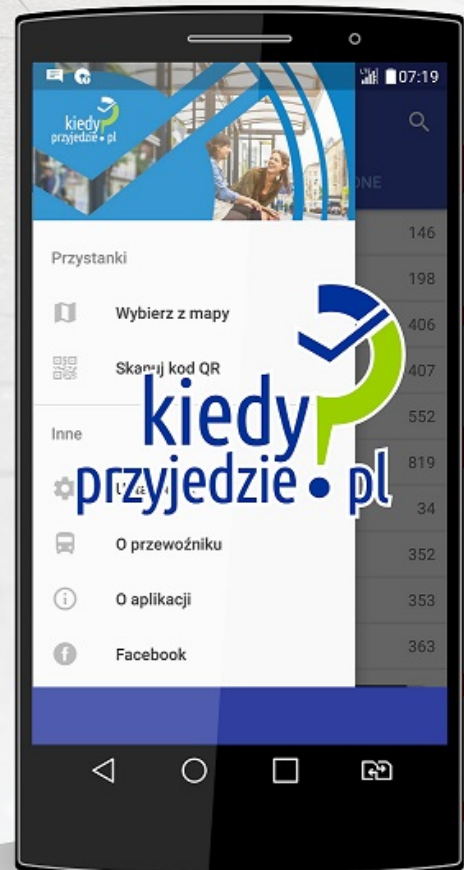 07:19
kiedy
przyjedzie.pl
ONE
Przystanki
146
198
Wybierz z mapy
406
Skanuj kod QR
407
kiedy
przyjedzie.pl
552
Inne
819
34
O przewoźniku
352
O aplikacji
353
Facebook
363